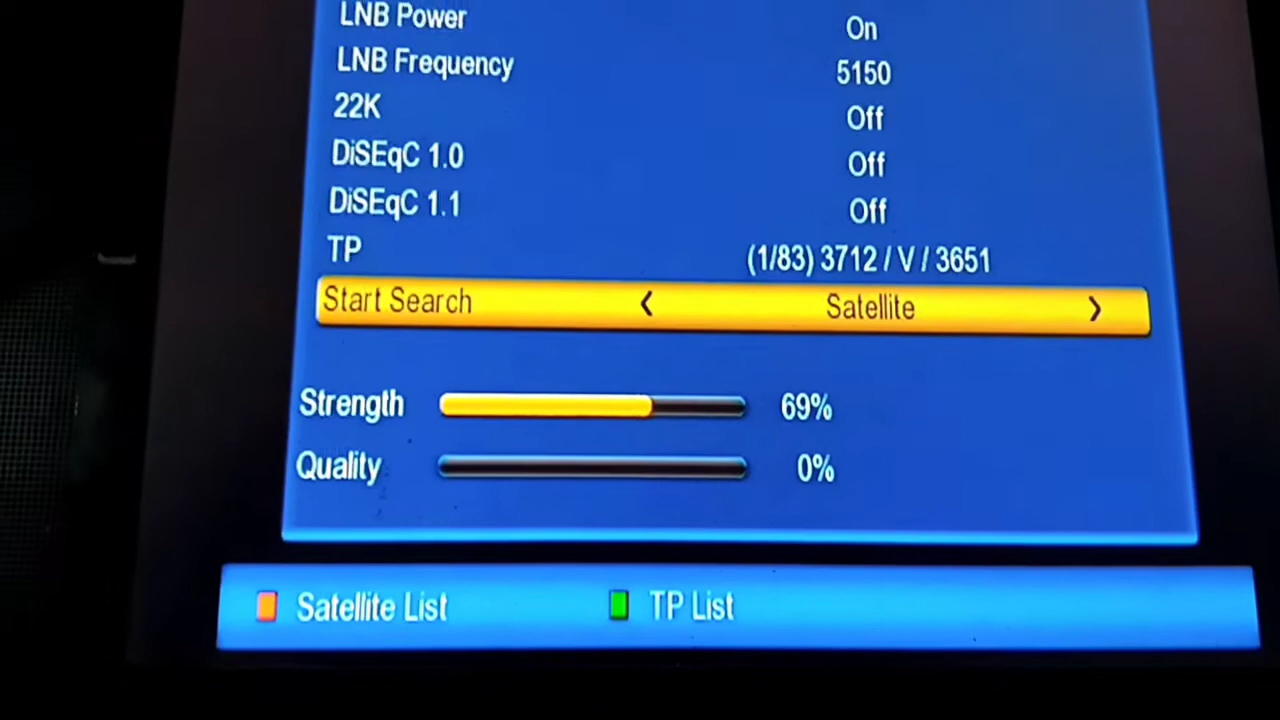 LNB Power On
LNB Frequency 5150
22K Off
DiSEqC 1.0 Off
DiSEqC 1.1 Off
TP (1/83) 3712 / V / 3651
Start Search < Satellite >
Strength 69%
Quality 0%
Satellite List TP List